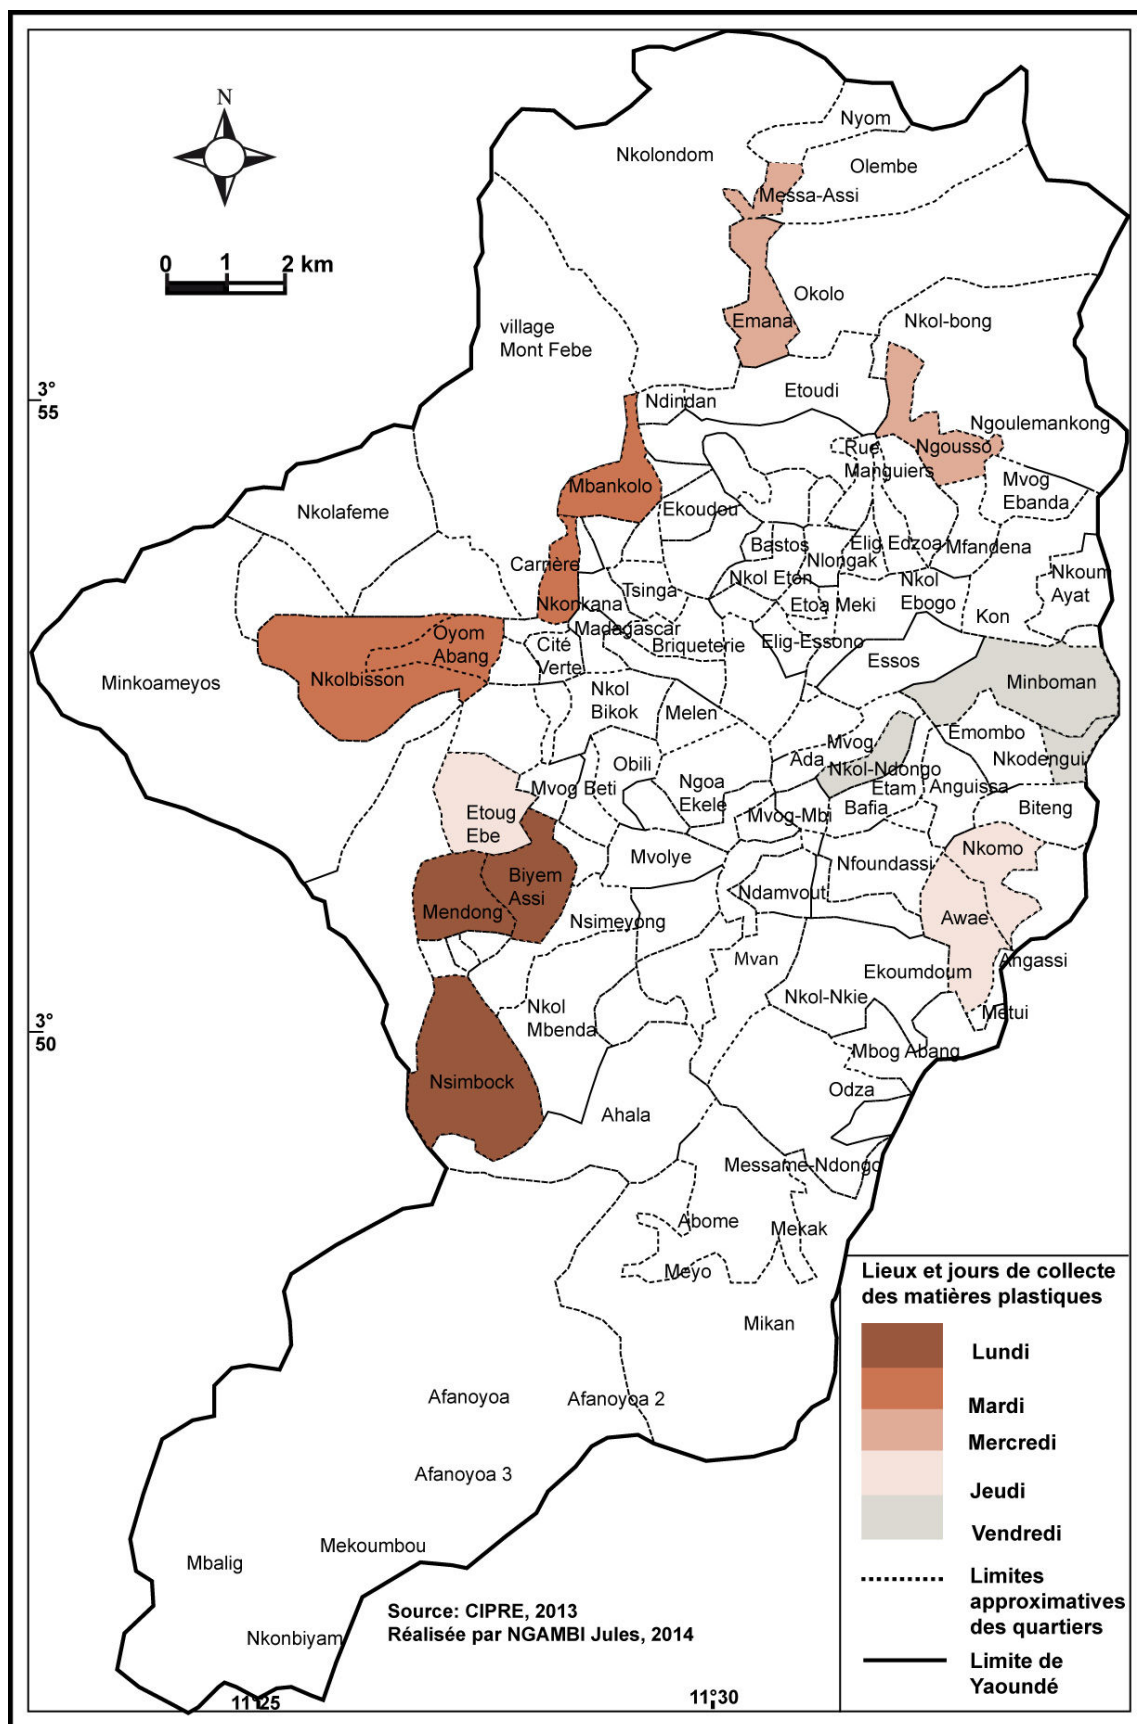 N
0 1 2 km
Nyom
Nkolondom
Olembe
Messa-Assi
Okolo
Emana
Nkol-bong
village
Mont Febe
3°
55
Etoudi
Ndindan
Ngoulemankong
Ngousso
Rue
Manguiers
Mvog
Ebanda
Mbankolo
Ekoudou
Nkolafeme
Bastos
Elig Edzoa
Mfandena
Nlongak
Carrière
Nkoum
Ayat
Nkol Eton
Tsinga
Nkol
Ebogo
Nkonkana
Etoa Meki
Kon
Madagascar
Oyom
Abang
Cité
Verte
Briqueterie
Elig-Essono
Essos
Minkoameyos
Nkolbisson
Minboman
Nkol
Bikok
Melen
Emombo
Mvog
Ada
Nkodengui
Obili
Nkol-Ndongo
Ngoa
Ekele
Mvog Beti
Etam
Bafia
Anguissa
Biteng
Etoug
Ebe
Mvog-Mbi
Nkomo
Mvolye
Nfoundassi
Biyem
Assi
Ndamvout
Mendong
Nsimeyong
Awae
Mvan
Angassi
Ekoumdoum
Nkol-Nkie
Nkol
Mbenda
Metui
3°
50
Mbog Abang
Nsimbock
Odza
Ahala
Messame-Ndongo
Abome
Mekak
Meyo
Mikan
Afanoyoa
Afanoyoa 2
Afanoyoa 3
Mekoumbou
Mbalig
Nkonbiyam
Lieux et jours de collecte
des matières plastiques
Lundi
Mardi
Mercredi
Jeudi
Vendredi
Limites
approximatives
des quartiers
Limite de
Yaoundé
Source: CIPRE, 2013
Réalisée par NGAMBI Jules, 2014
11°25
11°30